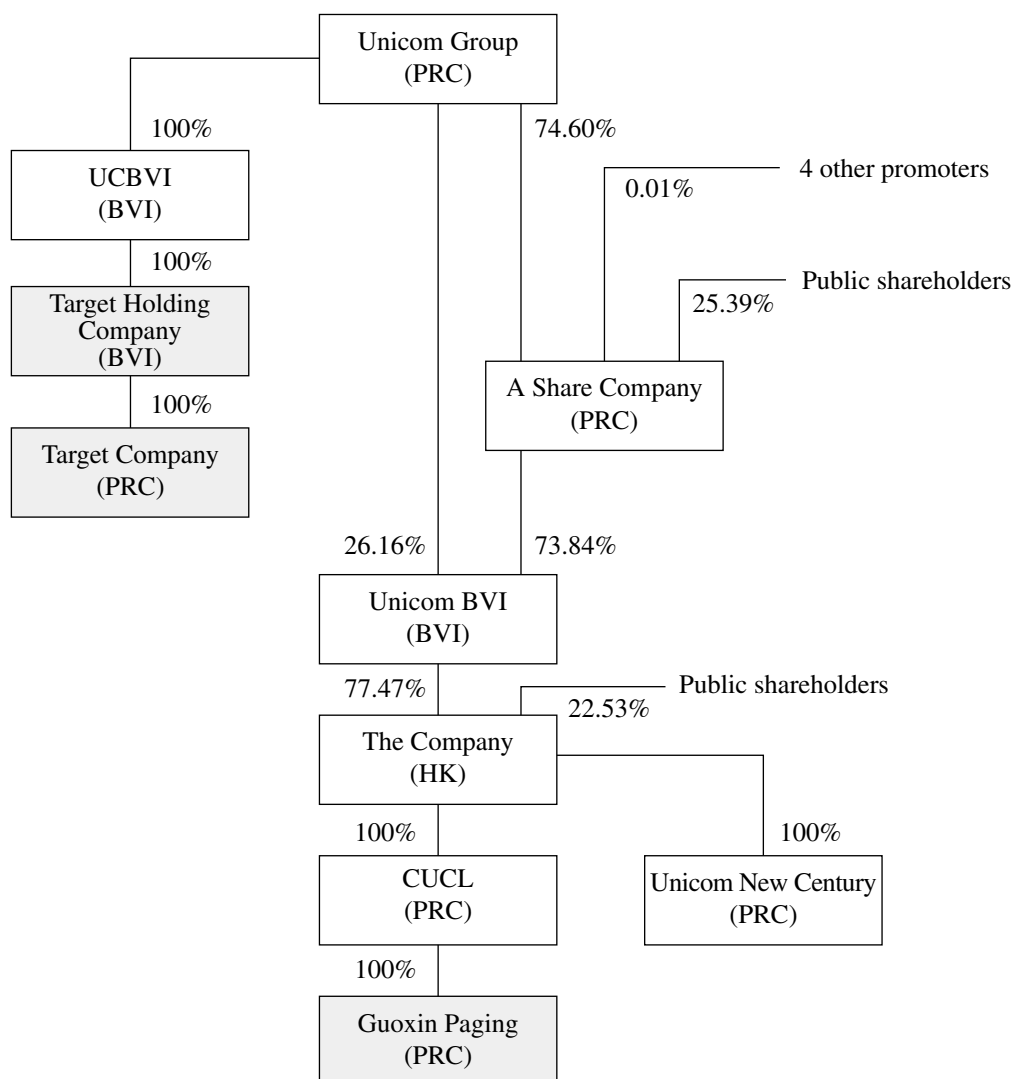 Unicom Group
(PRC)
100%
74.60%
UCBVI
(BVI)
4 other promoters
0.01%
100%
Public shareholders
25.39%
Target Holding
Company
(BVI)
A Share Company
(PRC)
100%
Target Company
(PRC)
26.16%
73.84%
Unicom BVI
(BVI)
77.47%
Public shareholders
22.53%
The Company
(HK)
100%
100%
CUCL
(PRC)
Unicom New Century
(PRC)
100%
Guoxin Paging
(PRC)